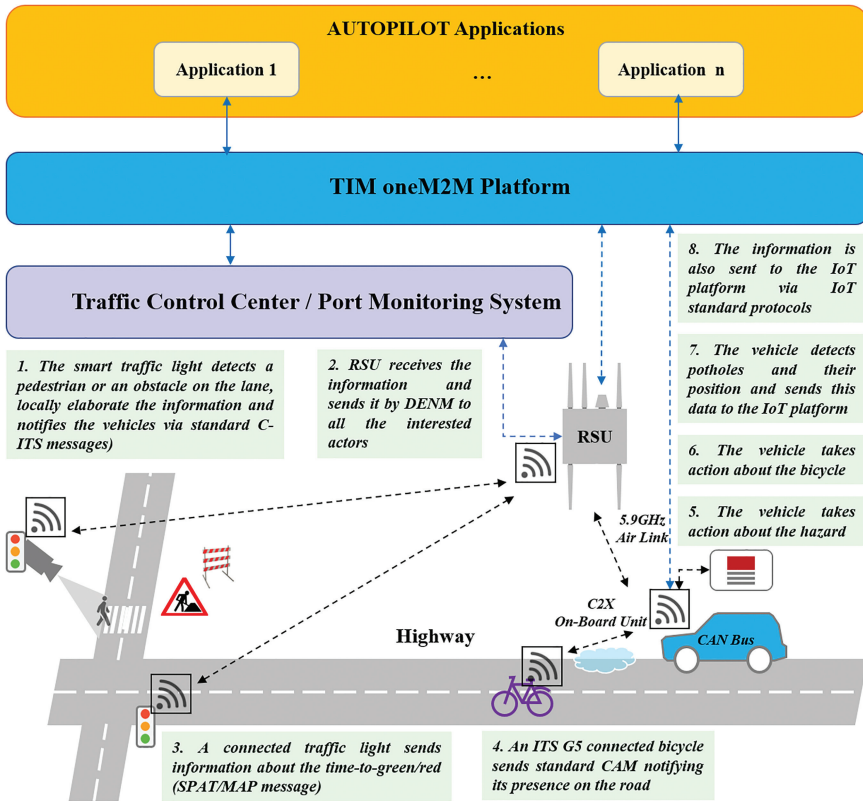 AUTOPILOT Applications
Application 1
...
Application n
TIM oneM2M Platform
Traffic Control Center / Port Monitoring System
8. The information is
also sent to the IoT
platform via IoT
standard protocols
1. The smart traffic light detects a
pedestrian or an obstacle on the lane,
locally elaborate the information and
notifies the vehicles via standard C-
ITS messages)
2. RSU receives the
information and
sends it by DENM to
all the interested
actors
7. The vehicle detects
potholes and their
position and sends this
data to the IoT platform
RSU
6. The vehicle takes
action about the bicycle
5. The vehicle takes
action about the hazard
5.9GHz
Air Link
C2X
On-Board Unit
CAN Bus
Highway
3. A connected traffic light sends
information about the time-to-green/red
(SPAT/MAP message)
4. An ITS G5 connected bicycle
sends standard CAM notifying
its presence on the road